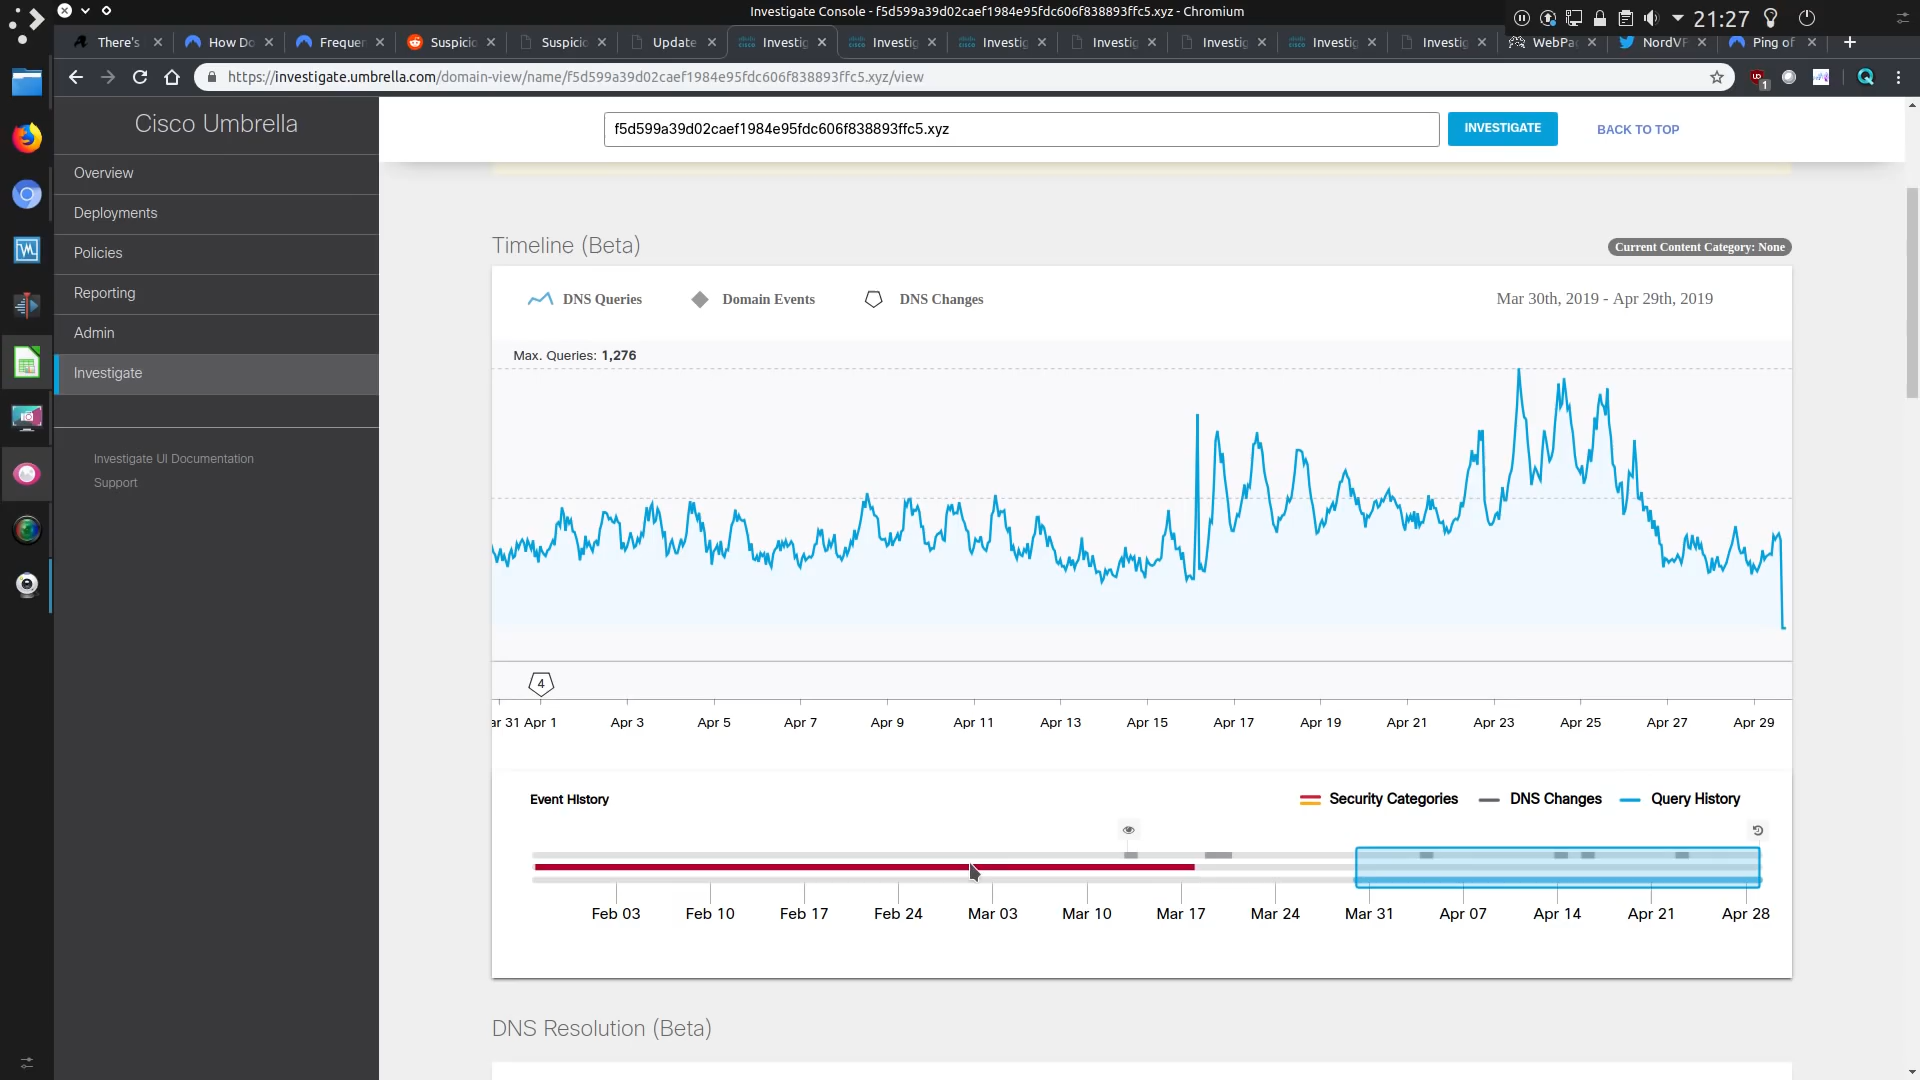 Investigate Console - f5d599a39d02caef1984e95fdc606f838893ffc5.xyz - Chromium
21:27
Thtere's
How Do
Frequer
Suspicio
Suspicio
Update
Investig
Investig
Investig
Investig
Investig
Investig
Investig
WebPa
NordVP
Ping of
https://investigate.umbrella.com/domain-view/name/f5d599a39d02caef1984e95fdc606f838893ffc5.xyz/view
1
Cisco Umbrella
Overview
Deployments
Policies
Reporting
Admin
Investigate
Investigate UI Documentation
Support
f5d599a39d02caef1984e95fdc606f838893ffc5.xyz
INVESTIGATE
BACK TO TOP
Timeline (Beta)
Current Content Category: None
DNS Queries
Domain Events
DNS Changes
Mar 30th, 2019 - Apr 29th, 2019
Max. Queries: 1,276
4
ar 31 Apr 1 Apr 3 Apr 5 Apr 7 Apr 9 Apr 11 Apr 13 Apr 15 Apr 17 Apr 19 Apr 21 Apr 23 Apr 25 Apr 27 Apr 29
Event History
Security Categories
DNS Changes
Query History
Feb 03 Feb 10 Feb 17 Feb 24 Mar 03 Mar 10 Mar 17 Mar 24 Mar 31 Apr 07 Apr 14 Apr 21 Apr 28
DNS Resolution (Beta)